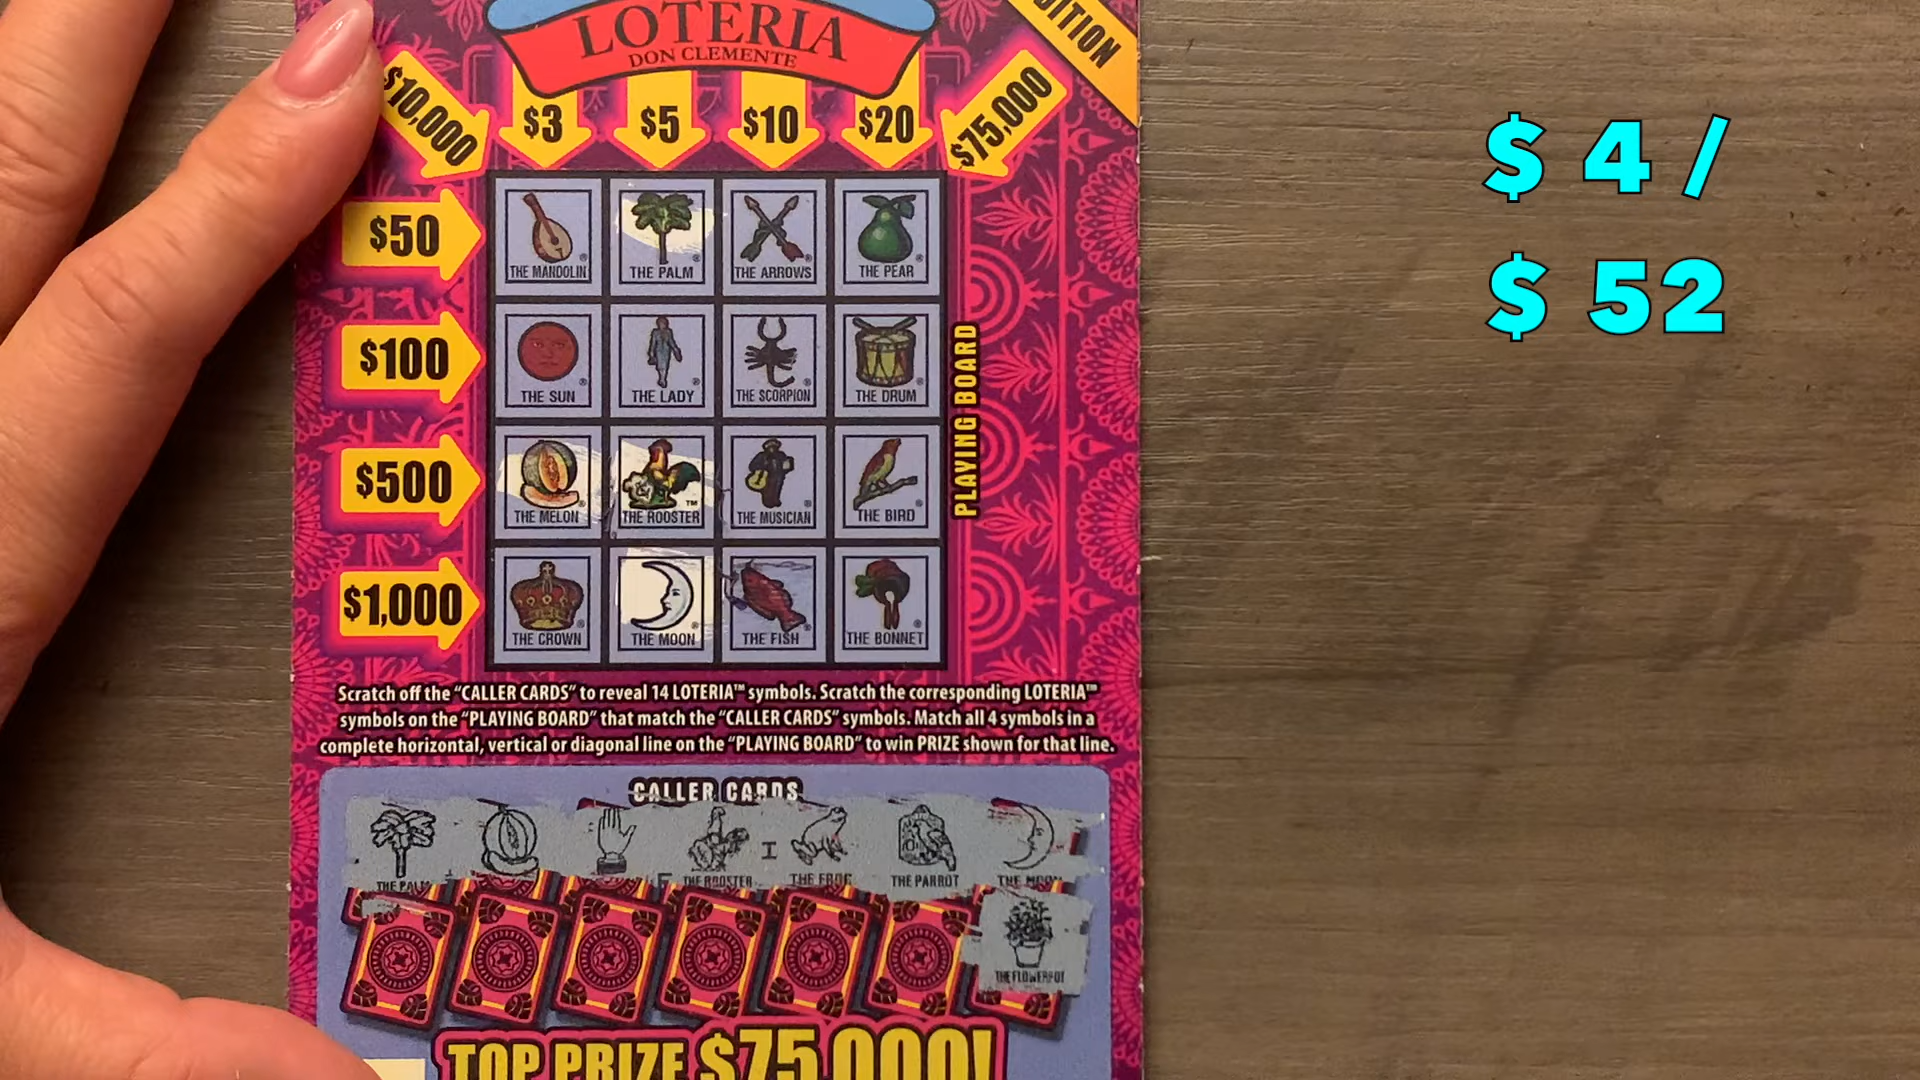 LOTERIA
DON CLEMENTE
DITION
$10,000
$3
$5
$10
$20
$75,000
$ 4 /
$ 52
$50
THE MANDOLIN
THE PALM
THE ARROWS
THE PEAR
$100
THE SUN
THE LADY
THE SCORPION
THE DRUM
PLAYING BOARD
$500
THE MELON
THE ROOSTER
THE MUSICIAN
THE BIRD
$1,000
THE CROWN
THE MOON
THE FISH
THE BONNET
Scratch off the “CALLER CARDS” to reveal 14 LOTERIA™ symbols. Scratch the corresponding LOTERIA™
symbols on the “PLAYING BOARD” that match the “CALLER CARDS” symbols. Match all 4 symbols in a
complete horizontal, vertical or diagonal line on the “PLAYING BOARD” to win PRIZE shown for that line.
CALLER CARDS
THE PALM
THE ROOSTER
THE FROG
THE PARROT
THE MOON
THE FLOWERPOT
TOP PRIZE $75,000!